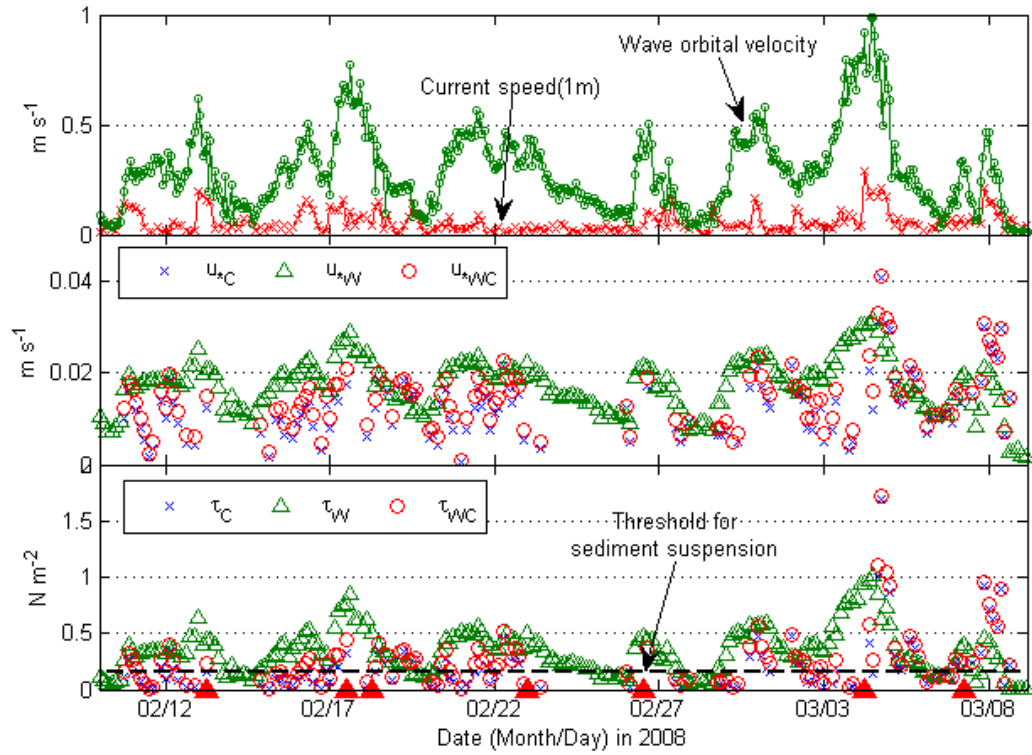 1
Wave orbital velocity
Current speed(1m)
0.5
m s-1
0
u*C
u*W
u*WC
0.04
0.02
m s-1
0
2
τC
τW
τWC
1.5
Threshold for
sediment suspension
1
N m-2
0.5
0
02/12 02/17 02/22 02/27 03/03 03/08
Date (Month/Day) in 2008